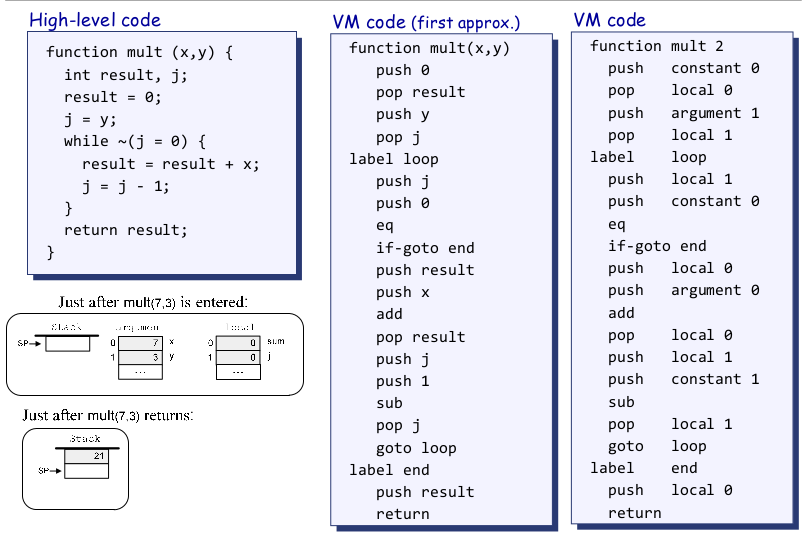 High-level code
function mult (x,y) {
int result, j;
result = 0;
j = y;
while ~(j = 0) {
result = result + x;
j = j - 1;
}
return result;
}
Just after mult(7,3) is entered:
Stack
argument
local
SP→
0 7 x
0 0 sum
1 3 y
1 0 j
...
...
Just after mult(7,3) returns:
Stack
21
SP→
VM code (first approx.)
function mult(x,y)
push 0
pop result
push y
pop j
label loop
push j
push 0
eq
if-goto end
push result
push x
add
pop result
push j
push 1
sub
pop j
goto loop
label end
push result
return
VM code
function mult 2
push constant 0
pop local 0
push argument 1
pop local 1
label loop
push local 1
push constant 0
eq
if-goto end
push local 0
push argument 0
add
pop local 0
push local 1
push constant 1
sub
pop local 1
goto loop
label end
push local 0
return